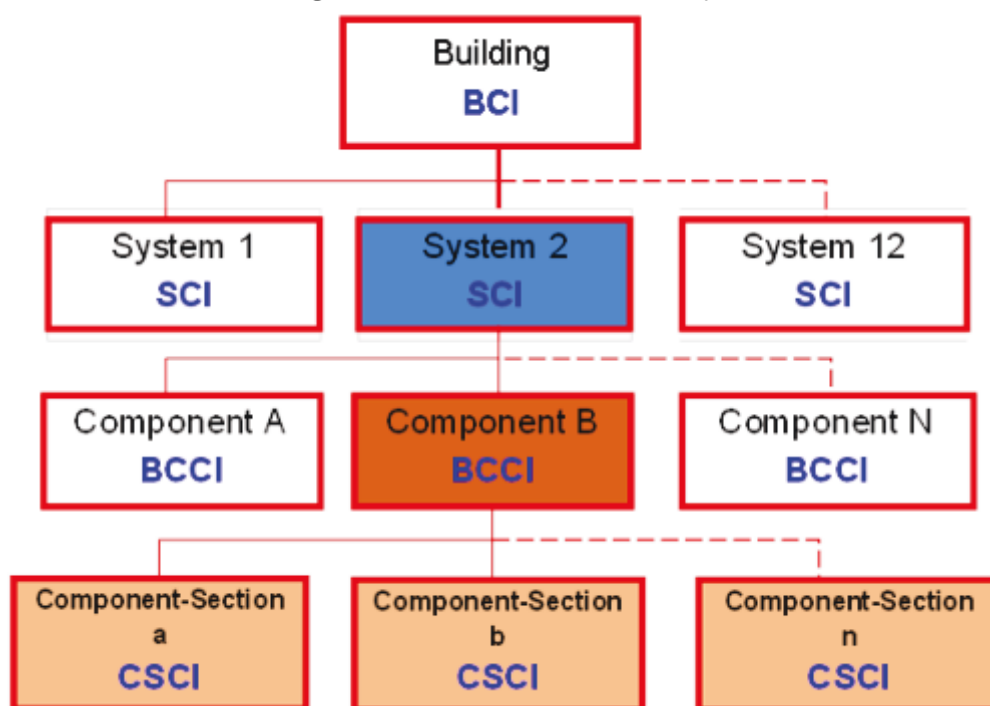 Building
BCI
System 1
SCI
System 2
SCI
System 12
SCI
Component A
BCCI
Component B
BCCI
Component N
BCCI
Component-Section
a
CSCI
Component-Section
b
CSCI
Component-Section
n
CSCI